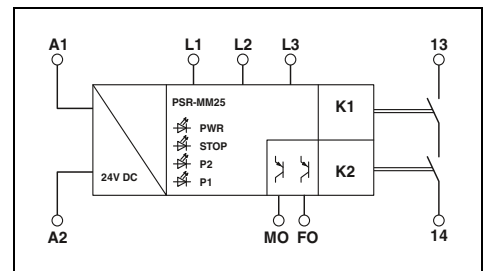 A1 L1 L2 L3 13
PSR-MM25 K1
PWR
STOP
P2 K2
24V DC P1
A2 MO FO 14